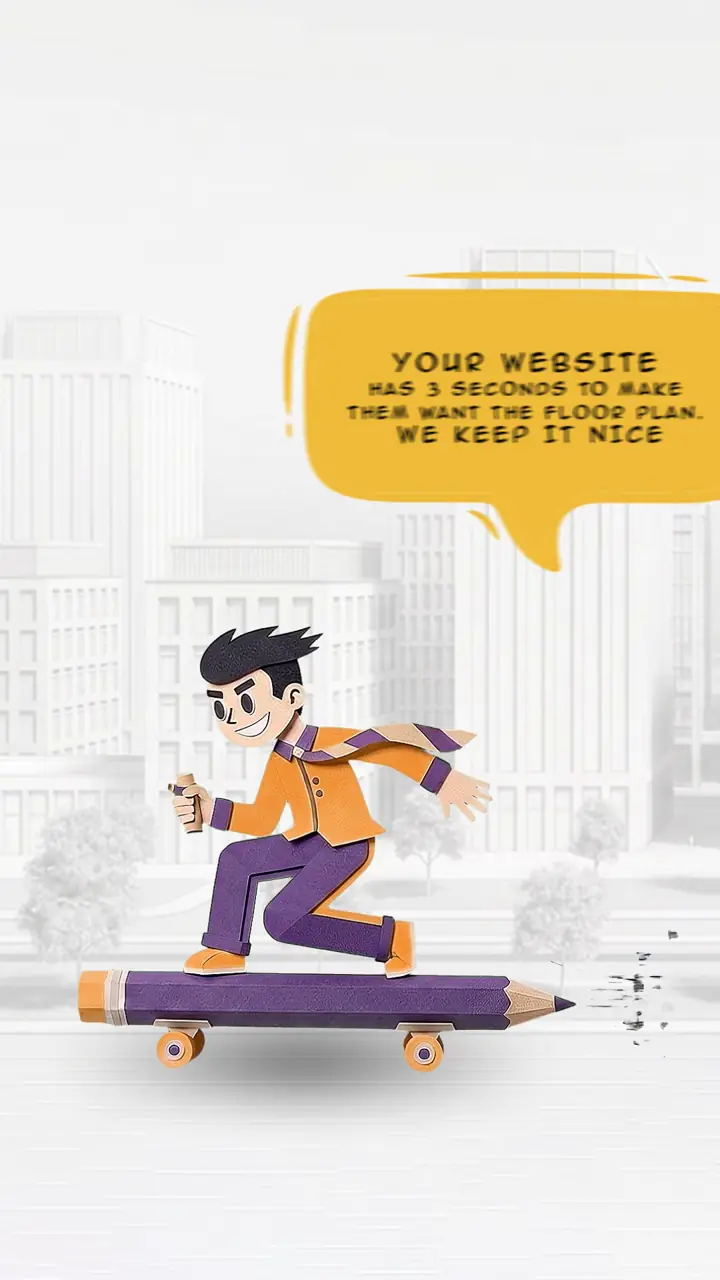 YOUR WEBSITE
HAS 3 SECONDS TO MAKE
THEM WANT THE FLOOR PLAN.
WE KEEP IT NICE